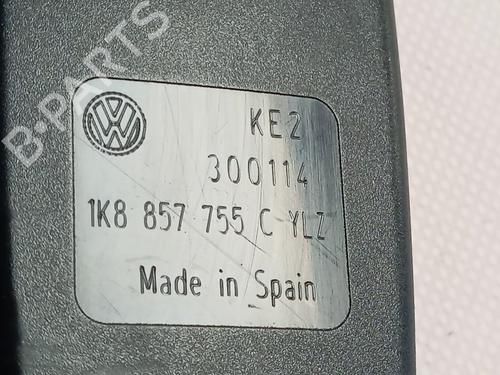 B-PARTS
KE2
300114
1K8 857 755 C YLZ
Made in Spain